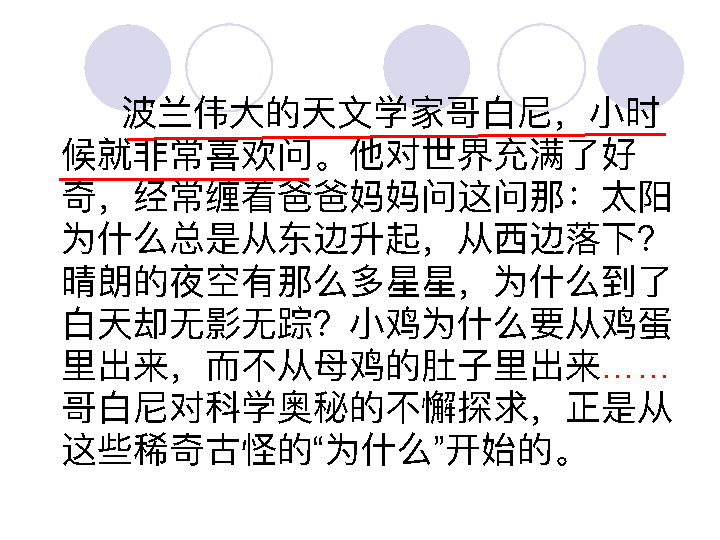 波兰伟大的天文学家哥白尼，小时
候就非常喜欢问。他对世界充满了好
奇，经常缠着爸爸妈妈问这问那：太阳
为什么总是从东边升起，从西边落下？
晴朗的夜空有那么多星星，为什么到了
白天却无影无踪？小鸡为什么要从鸡蛋
里出来，而不从母鸡的肚子里出来……
哥白尼对科学奥秘的不懈探求，正是从
这些稀奇古怪的“为什么”开始的。